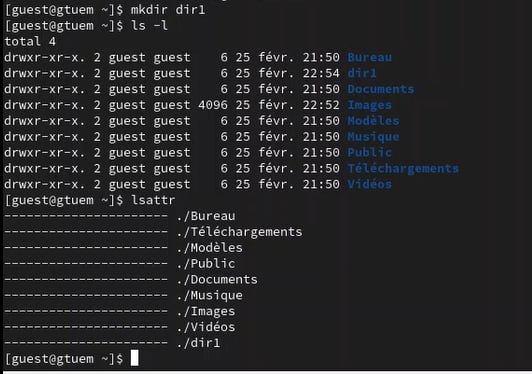 [guest@gtuem ~]$ mkdir dir1
[guest@gtuem ~]$ ls -l
total 4
drwxr-xr-x. 2 guest guest    6 25 févr. 21:50 Bureau
drwxr-xr-x. 2 guest guest    6 25 févr. 22:54 dir1
drwxr-xr-x. 2 guest guest    6 25 févr. 21:50 Documents
drwxr-xr-x. 2 guest guest 4096 25 févr. 22:52 Images
drwxr-xr-x. 2 guest guest    6 25 févr. 21:50 Modèles
drwxr-xr-x. 2 guest guest    6 25 févr. 21:50 Musique
drwxr-xr-x. 2 guest guest    6 25 févr. 21:50 Public
drwxr-xr-x. 2 guest guest    6 25 févr. 21:50 Téléchargements
drwxr-xr-x. 2 guest guest    6 25 févr. 21:50 Vidéos
[guest@gtuem ~]$ lsattr
---------------------- ./Bureau
---------------------- ./Téléchargements
---------------------- ./Modèles
---------------------- ./Public
---------------------- ./Documents
---------------------- ./Musique
---------------------- ./Images
---------------------- ./Vidéos
---------------------- ./dir1
[guest@gtuem ~]$